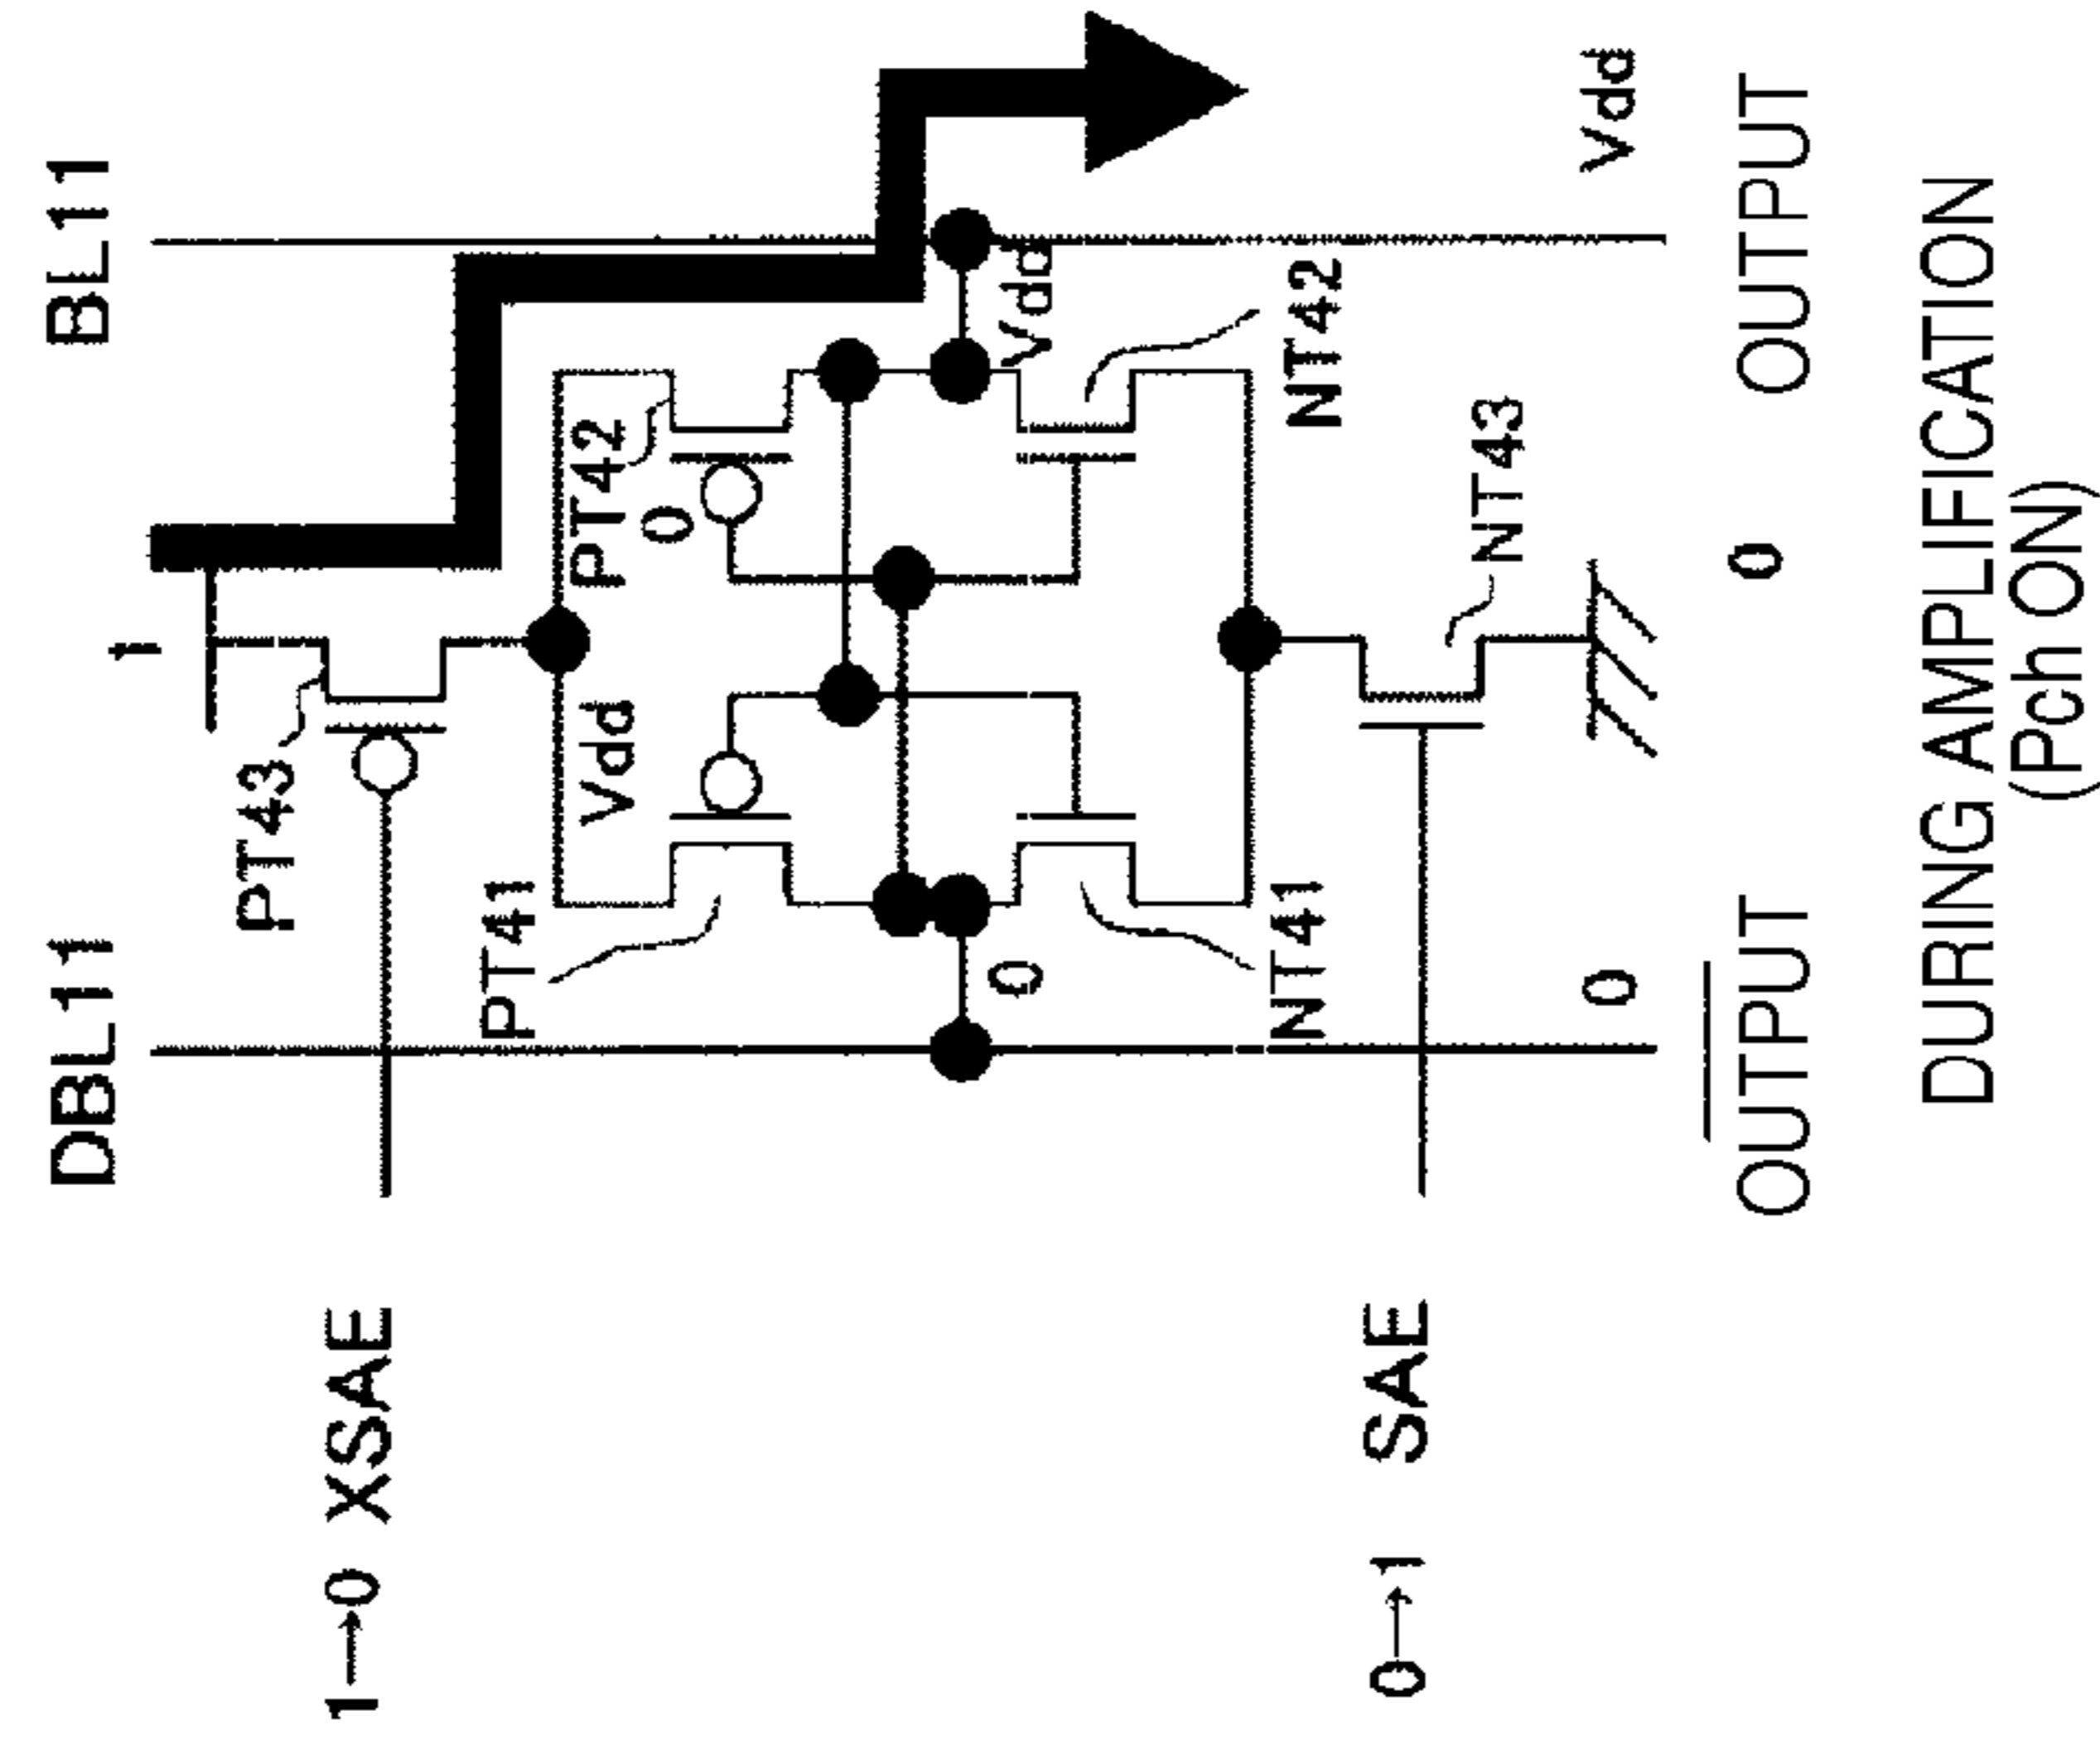 DBL11
BL11
1
PT43
1→0 XSAE
PT41
Vdd
PT42
0
0
Vdd
NT41
NT42
0→1 SAE
NT43
0
Vdd
0
OUTPUT
OUTPUT
DURING AMPLIFICATION
(Pch ON)